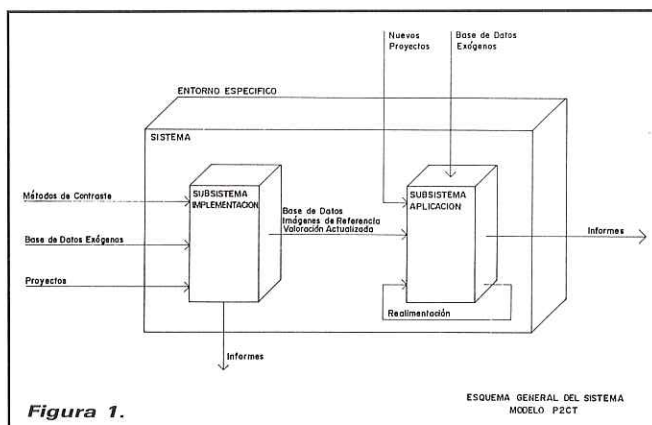 Nuevos
Proyectos
Base de Datos
Exógenos
ENTORNO ESPECIFICO
SISTEMA
Métodos de Contraste
Base de Datos Exógenos
Proyectos
SUBSISTEMA
IMPLEMENTACION
Base de Datos
Imágenes de Referencia
Valoración Actualizada
SUBSISTEMA
APLICACION
Informes
Realimentación
Informes
Figura 1.
ESQUEMA GENERAL DEL SISTEMA
MODELO P2CT